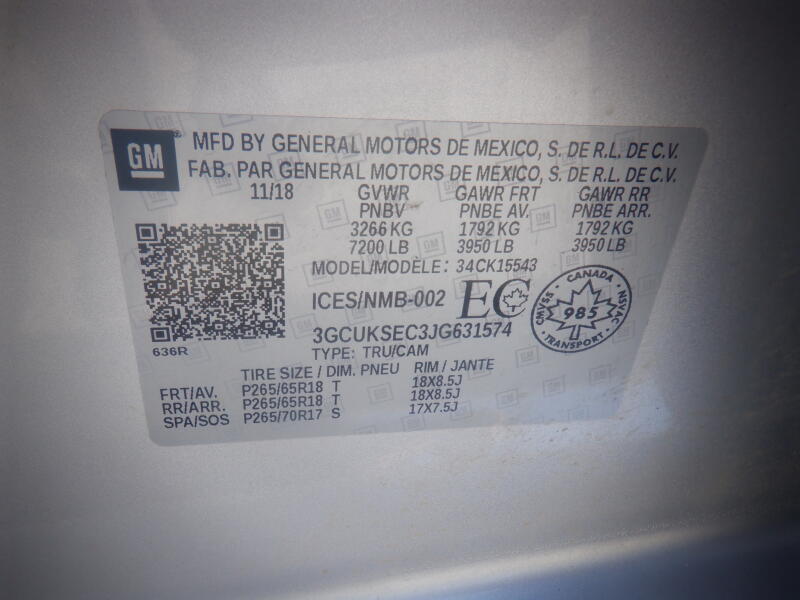 GM ® MFD BY GENERAL MOTORS DE MEXICO, S. DE R.L. DE C.V.
FAB. PAR GENERAL MOTORS DE MEXICO, S. DE R.L. DE C.V.
11/18 GVWR GAWR FRT GAWR RR
PNBV PNBE AV. PNBE ARR.
3266 KG 1792 KG 1792 KG
7200 LB 3950 LB 3950 LB
MODEL/MODÈLE: 34CK15543
ICES/NMB-002 EC
CANADA CMVSS NSVAC 985 TRANSPORT
3GCUKSEC3JG631574
636R
TYPE: TRU/CAM
TIRE SIZE / DIM. PNEU RIM / JANTE
FRT/AV. P265/65R18 T 18X8.5J
RR/ARR. P265/65R18 T 18X8.5J
SPA/SOS P265/70R17 S 17X7.5J